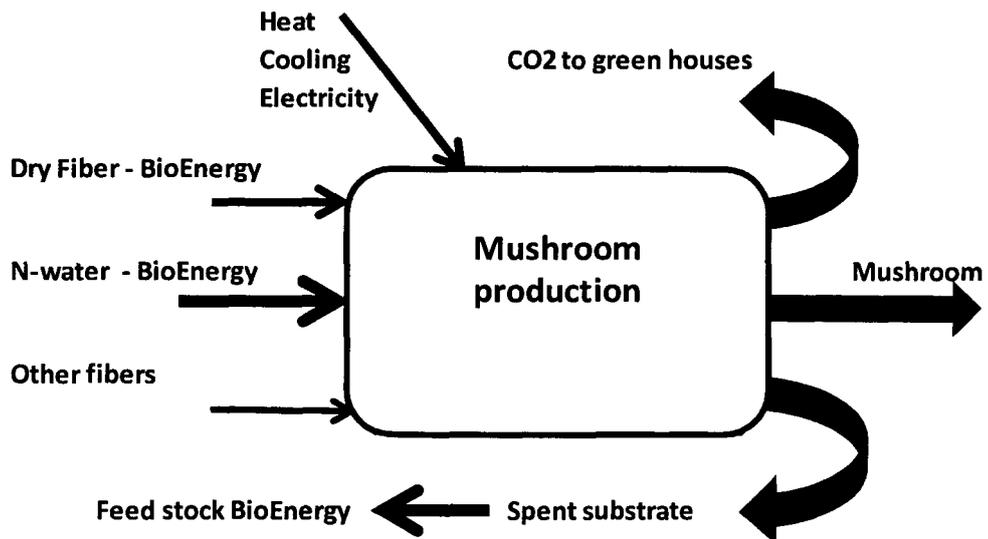 Heat
Cooling
Electricity
CO2 to green houses
Dry Fiber - BioEnergy
N-water - BioEnergy
Other fibers
Mushroom
production
Mushroom
Feed stock BioEnergy
Spent substrate